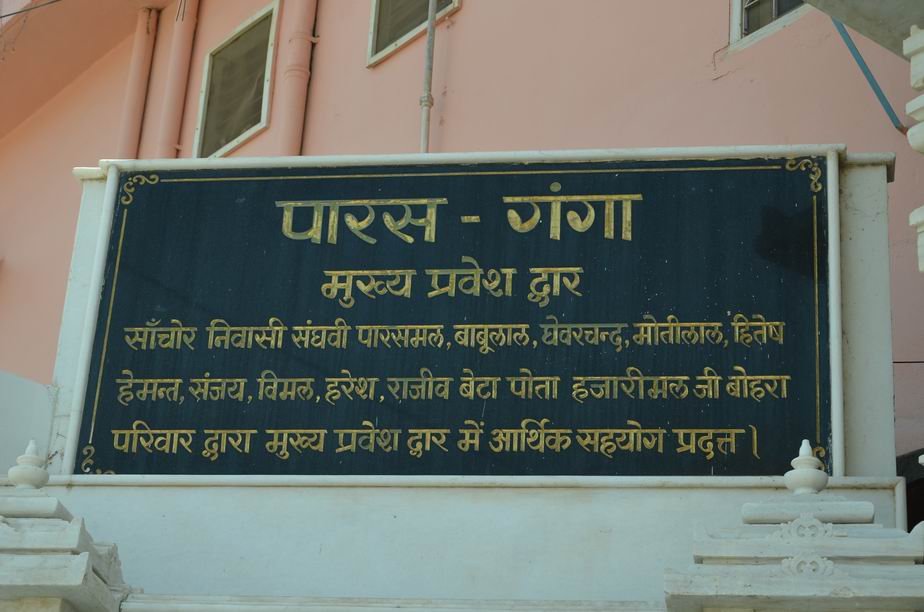 पारस - गंगा
मुख्य प्रवेश द्वार
साँचोर निवासी संघवी पारसमल, बाबूलाल, घेवरचन्द, मोतीलाल, हितेष
हेमन्त, संजय, विमल, हरेश, राजीव बेटा पोता हजारीमल जी बोहरा
परिवार द्वारा मुख्य प्रवेश द्वार में आर्थिक सहयोग प्रदत्त।